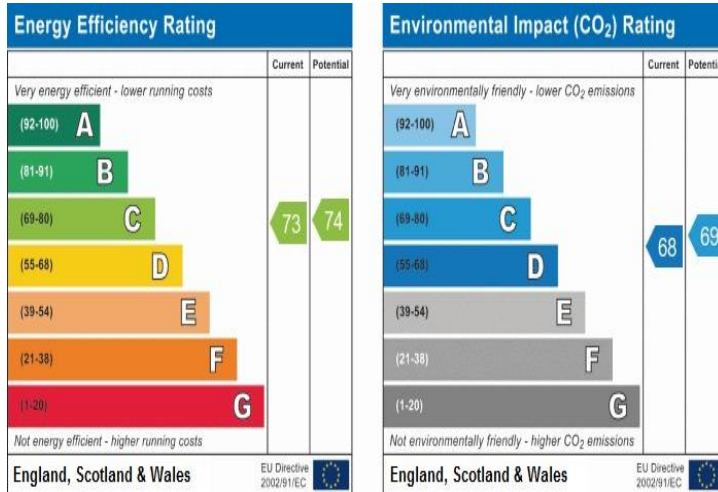 Energy Efficiency Rating
Current Potential
Very energy efficient - lower running costs
(92-100) A
(81-91) B
(69-80) C
73 74
(55-68) D
(39-54) E
(21-38) F
(1-20) G
Not energy efficient - higher running costs
England, Scotland & Wales
EU Directive
2002/91/EC
Environmental Impact (CO₂) Rating
Current Potentia
Very environmentally friendly - lower CO₂ emissions
(92-100) A
(81-91) B
(69-80) C
(55-68) D
68 69
(39-54) E
(21-38) F
(1-20) G
Not environmentally friendly - higher CO₂ emissions
England, Scotland & Wales
EU Directive
2002/91/EC